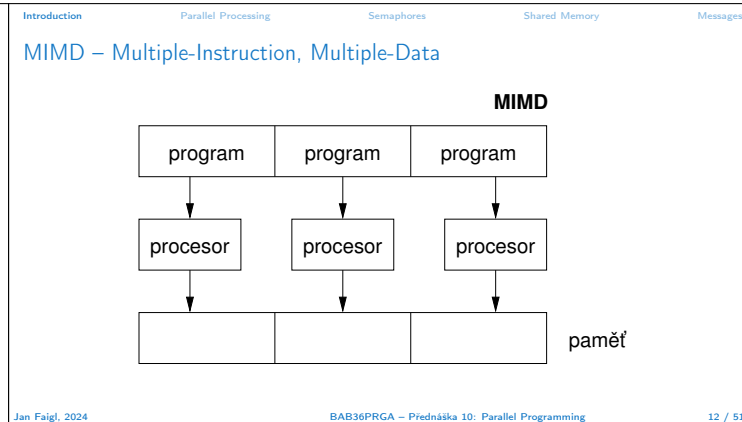 Introduction Parallel Processing Semaphores Shared Memory Messages
MIMD – Multiple-Instruction, Multiple-Data
MIMD
program program program
procesor procesor procesor
paměť
Jan Faigl, 2024 BAB36PRGA – Přednáška 10: Parallel Programming 12 / 51